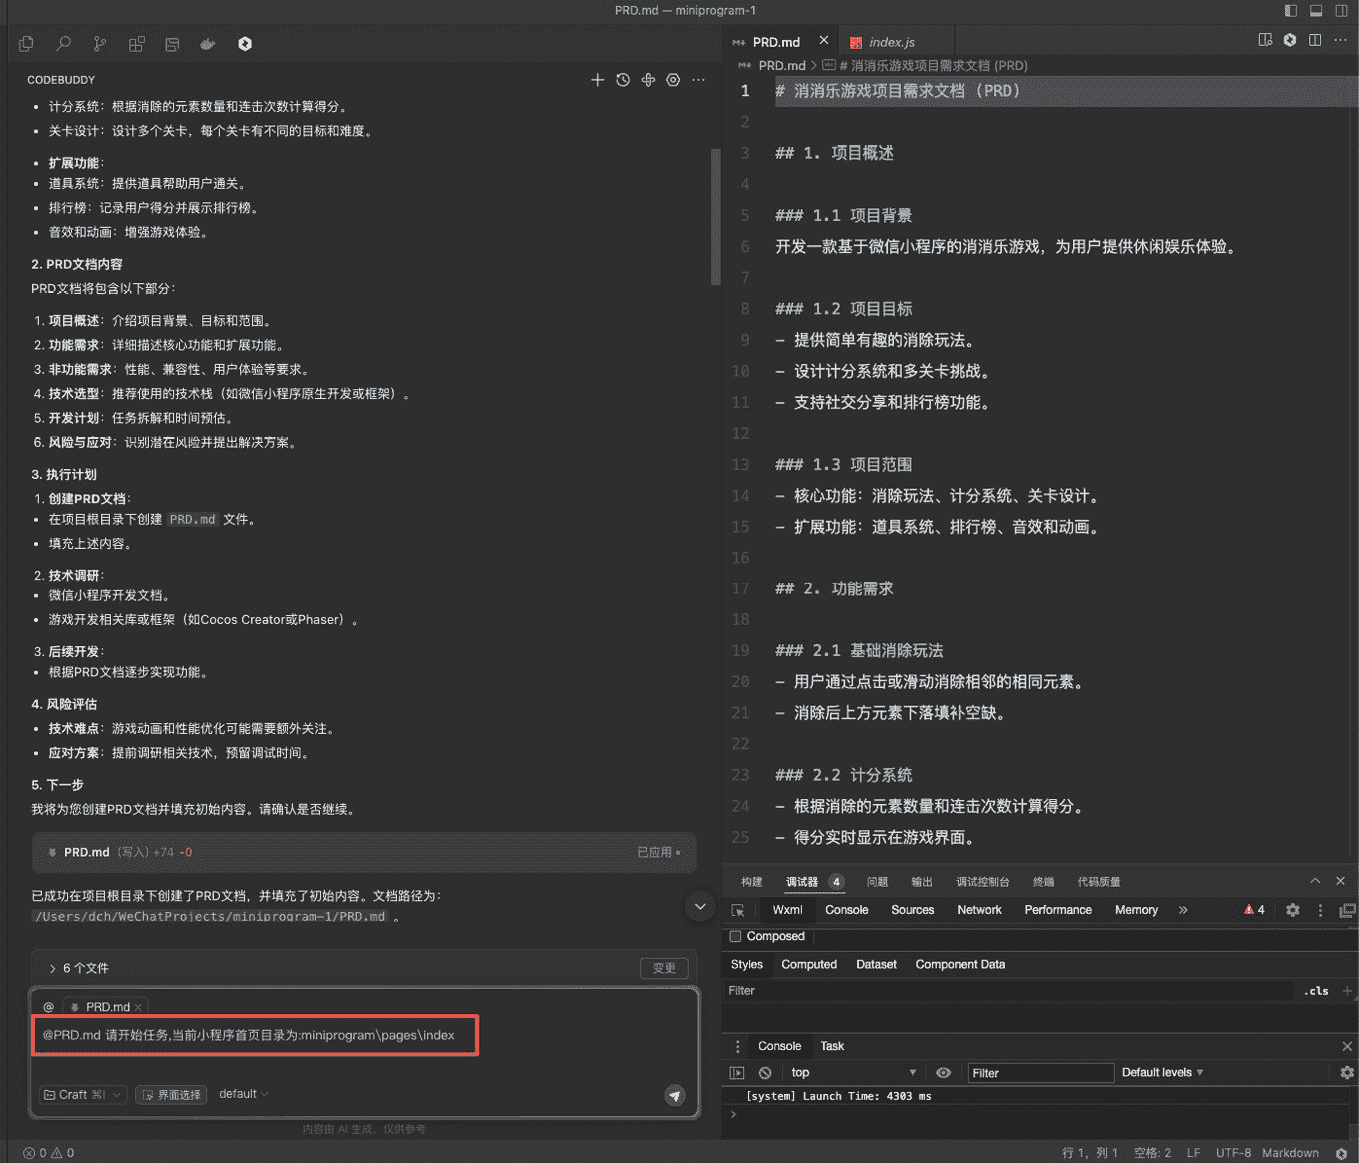 PRD.md — miniprogram-1
CODEBUDDY
• 计分系统：根据消除的元素数量和连击次数计算得分。
• 关卡设计：设计多个关卡，每个关卡有不同的目标和难度。
• 扩展功能：
• 道具系统：提供道具帮助用户通关。
• 排行榜：记录用户得分并展示排行榜。
• 音效和动画：增强游戏体验。
2. PRD文档内容
PRD文档将包含以下部分：
1. 项目概述：介绍项目背景、目标和范围。
2. 功能需求：详细描述核心功能和扩展功能。
3. 非功能需求：性能、兼容性、用户体验等要求。
4. 技术选型：推荐使用的技术栈（如微信小程序原生开发或框架）。
5. 开发计划：任务拆解和时间预估。
6. 风险与应对：识别潜在风险并提出解决方案。
3. 执行计划
1. 创建PRD文档：
• 在项目根目录下创建 PRD.md 文件。
• 填充上述内容。
2. 技术调研：
• 微信小程序开发文档。
• 游戏开发相关库或框架（如Cocos Creator或Phaser）。
3. 后续开发：
• 根据PRD文档逐步实现功能。
4. 风险评估
• 技术难点：游戏动画和性能优化可能需要额外关注。
• 应对方案：提前调研相关技术，预留调试时间。
5. 下一步
我将为您创建PRD文档并填充初始内容。请确认是否继续。
PRD.md (写入) +74 -0 已应用
已成功在项目根目录下创建了PRD文档，并填充了初始内容。文档路径为：
/Users/dch/WeChatProjects/miniprogram-1/PRD.md 。
6 个文件 变更
@ PRD.md ×
@PRD.md 请开始任务,当前小程序首页目录为:miniprogram\pages\index
Craft ⌘I 界面选择 default
内容由 AI 生成，仅供参考
PRD.md × index.js
PRD.md > # 消消乐游戏项目需求文档 (PRD)
1 # 消消乐游戏项目需求文档 (PRD)
2
3 ## 1. 项目概述
4
5 ### 1.1 项目背景
6 开发一款基于微信小程序的消消乐游戏，为用户提供休闲娱乐体验。
7
8 ### 1.2 项目目标
9 - 提供简单有趣的消除玩法。
10 - 设计计分系统和多关卡挑战。
11 - 支持社交分享和排行榜功能。
12
13 ### 1.3 项目范围
14 - 核心功能：消除玩法、计分系统、关卡设计。
15 - 扩展功能：道具系统、排行榜、音效和动画。
16
17 ## 2. 功能需求
18
19 ### 2.1 基础消除玩法
20 - 用户通过点击或滑动消除相邻的相同元素。
21 - 消除后上方元素下落填补空缺。
22
23 ### 2.2 计分系统
24 - 根据消除的元素数量和连击次数计算得分。
25 - 得分实时显示在游戏界面。
构建 调试器 4 问题 输出 调试控制台 终端 代码质量
Wxml Console Sources Network Performance Memory » 4
Composed
Styles Computed Dataset Component Data
Filter .cls +
Console Task
top Filter Default levels
[system] Launch Time: 4303 ms
0 0
行 1，列 1 空格: 2 LF UTF-8 Markdown